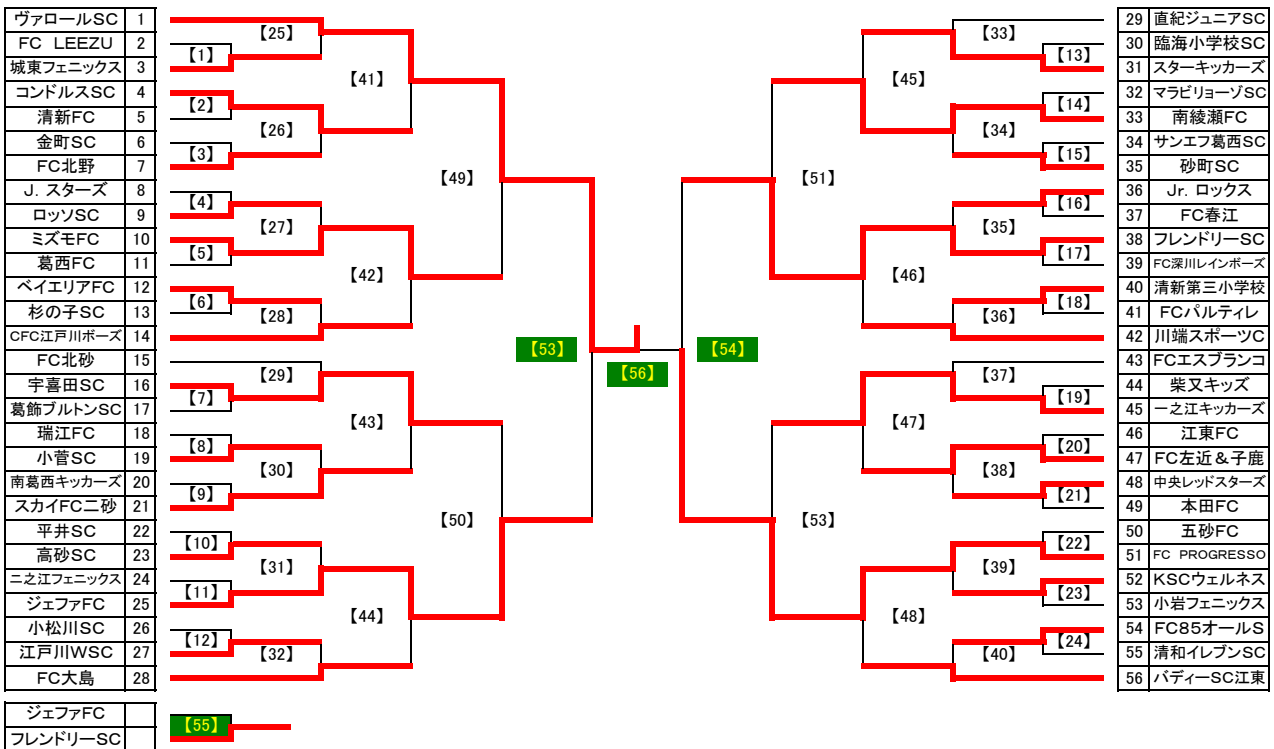 ヴァロールSC 1
FC LEEZU 2
城東フェニックス 3
コンドルスSC 4
清新FC 5
金町SC 6
FC北野 7
J. スターズ 8
ロッソSC 9
ミズモFC 10
葛西FC 11
ベイエリアFC 12
杉の子SC 13
CFC江戸川ボーズ 14
FC北砂 15
宇喜田SC 16
葛飾ブルトンSC 17
瑞江FC 18
小菅SC 19
南葛西キッカーズ 20
スカイFC二砂 21
平井SC 22
高砂SC 23
二之江フェニックス 24
ジェファFC 25
小松川SC 26
江戸川WSC 27
FC大島 28
【1】
【2】
【3】
【4】
【5】
【6】
【7】
【8】
【9】
【10】
【11】
【12】
【25】
【26】
【27】
【28】
【29】
【30】
【31】
【32】
【41】
【42】
【43】
【44】
【49】
【50】
【53】
【56】
【54】
【51】
【53】
【45】
【46】
【47】
【48】
【33】
【34】
【35】
【36】
【37】
【38】
【39】
【40】
【13】
【14】
【15】
【16】
【17】
【18】
【19】
【20】
【21】
【22】
【23】
【24】
29 直紀ジュニアSC
30 臨海小学校SC
31 スターキッカーズ
32 マラビリョーゾSC
33 南綾瀬FC
34 サンエフ葛西SC
35 砂町SC
36 Jr. ロックス
37 FC春江
38 フレンドリーSC
39 FC深川レインボーズ
40 清新第三小学校
41 FCパルティレ
42 川端スポーツC
43 FCエスブランコ
44 柴又キッズ
45 一之江キッカーズ
46 江東FC
47 FC左近&子鹿
48 中央レッドスターズ
49 本田FC
50 五砂FC
51 FC PROGRESSO
52 KSCウェルネス
53 小岩フェニックス
54 FC85オールS
55 清和イレブンSC
56 バディーSC江東
ジェファFC
フレンドリーSC
【55】